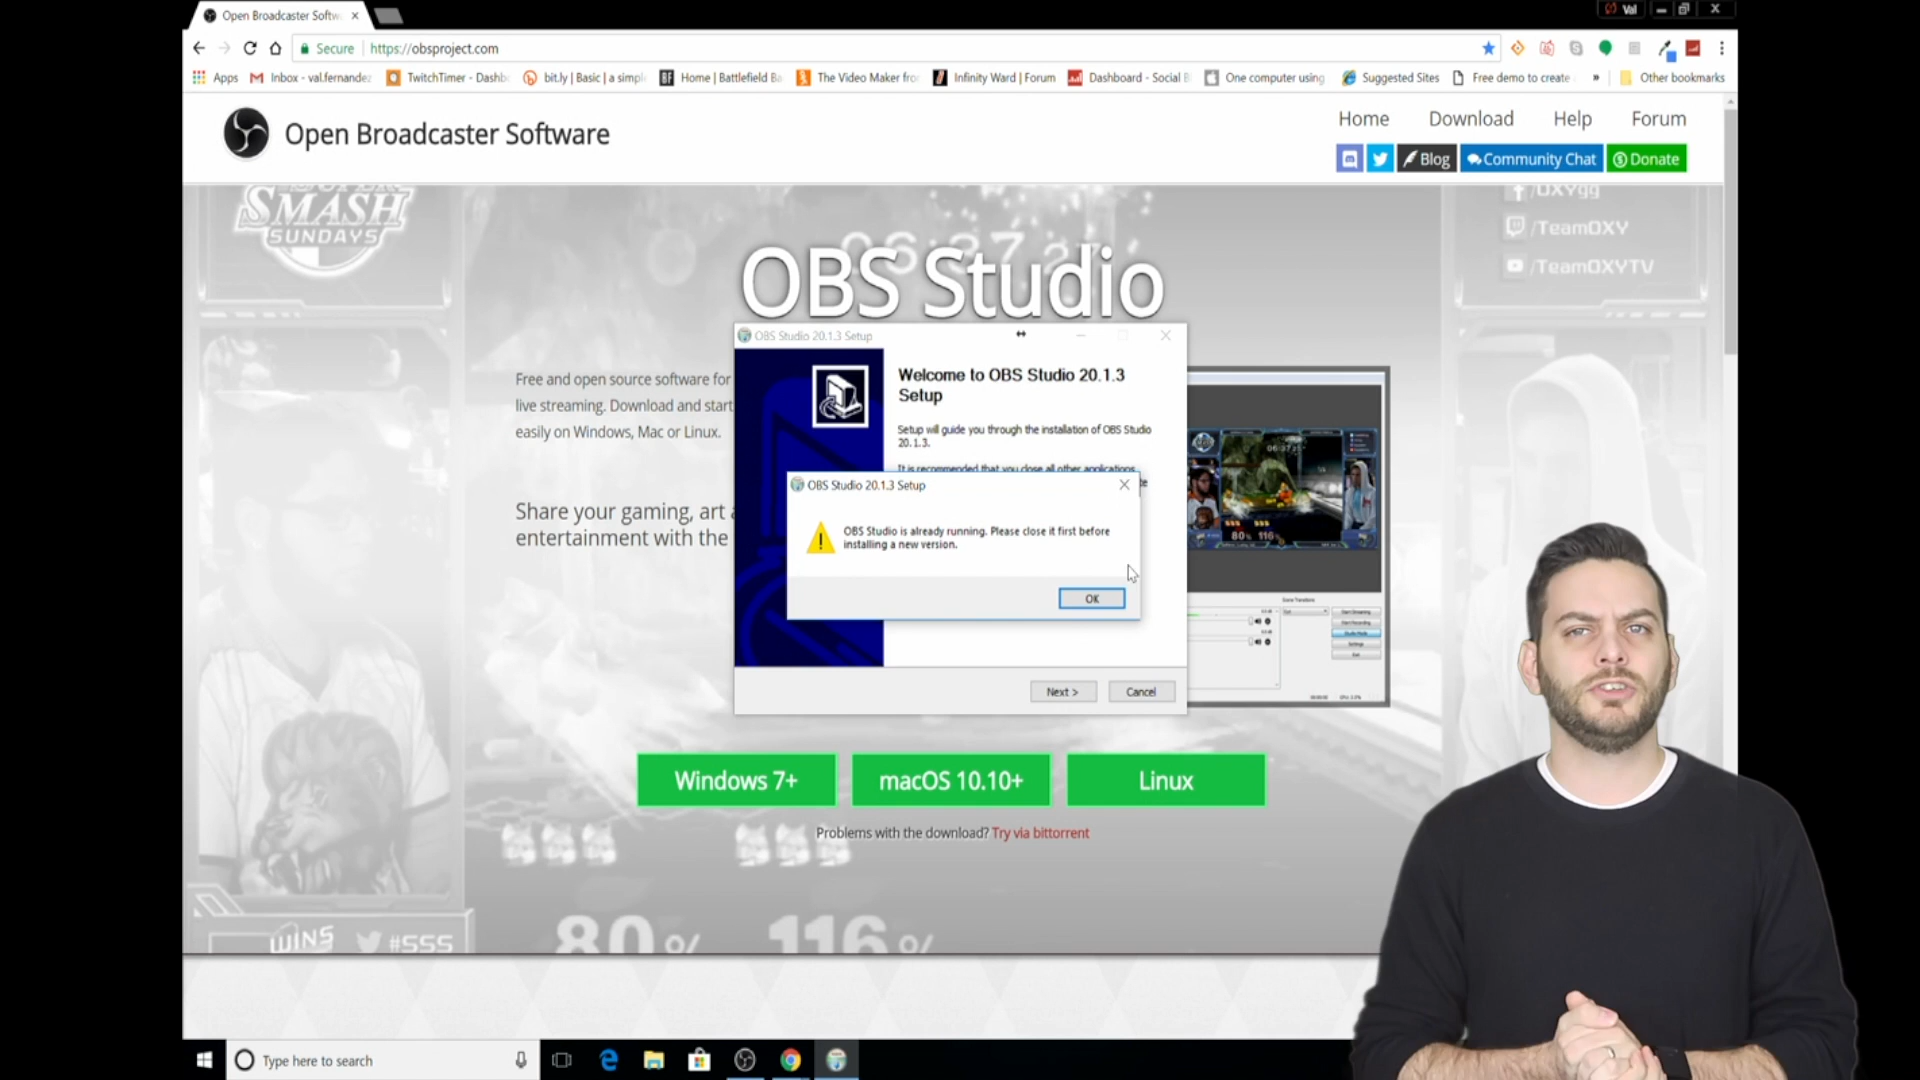 Open Broadcaster Softw
Val
Secure
https://obsproject.com
Apps
Inbox - val.fernandez
TwitchTimer - Dashb
bit.ly | Basic | a simpl
Home | Battlefield Ba
The Video Maker fro
Infinity Ward | Forum
Dashboard - Social B
One computer using
Suggested Sites
Free demo to create
Other bookmarks
Open Broadcaster Software
Home
Download
Help
Forum
Blog
Community Chat
Donate
SMASH
SUNDAYS
/OXYgg
/TeamOXY
/TeamOXYTV
OBS Studio
Free and open source software for
live streaming. Download and start
easily on Windows, Mac or Linux.
Share your gaming, art
entertainment with the
OBS Studio 20.1.3 Setup
Welcome to OBS Studio 20.1.3
Setup
Setup will guide you through the installation of OBS Studio
20.1.3.
It is recommended that you close all other applications
OBS Studio 20.1.3 Setup
OBS Studio is already running. Please close it first before
installing a new version.
OK
Next >
Cancel
80% 116
Windows 7+
macOS 10.10+
Linux
Problems with the download? Try via bittorrent
WINS
#SSS
80%
116%
Type here to search